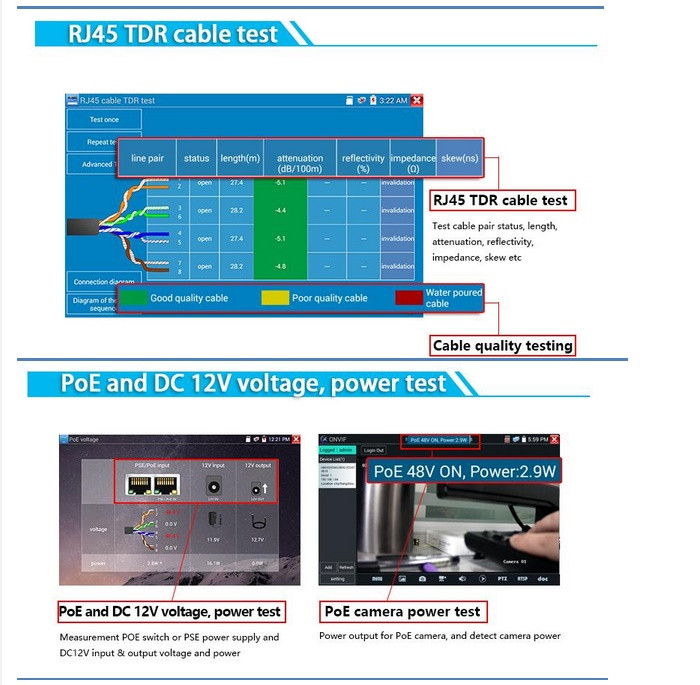 RJ45 TDR cable test
RJ45 cable TDR test
3:22 AM
Test once
Repeat te
Advanced T
line pair status length(m) attenuation (dB/100m) reflectivity (%) impedance (Ω) skew(ns)
2 open 27.4 -5.1 — — invalidation
3 6 open 28.2 -4.4 — — invalidation
4 5 open 27.4 -5.1 — — invalidation
7 8 open 28.2 -4.8 — — invalidation
Connection diagram
Diagram of the
sequenc
Good quality cable
Poor quality cable
Water poured
cable
RJ45 TDR cable test
Test cable pair status, length,
attenuation, reflectivity,
impedance, skew etc
Cable quality testing
PoE and DC 12V voltage, power test
PoE voltage
12:21 PM
PSE/PoE input 12V input 12V output
voltage
0.0 V
0.0 V
11.9V 12.7V
power
PoE and DC 12V voltage, power test
Measurement POE switch or PSE power supply and
DC12V input & output voltage and power
ONVIF
PoE 48V ON, Power:2.9W
5:59 PM
Logged : admin
Login Out
Device List(1)
PoE 48V ON, Power:2.9W
Camera 01
Add Refresh
setting
PTZ RTSP doc
PoE camera power test
Power output for PoE camera, and detect camera power